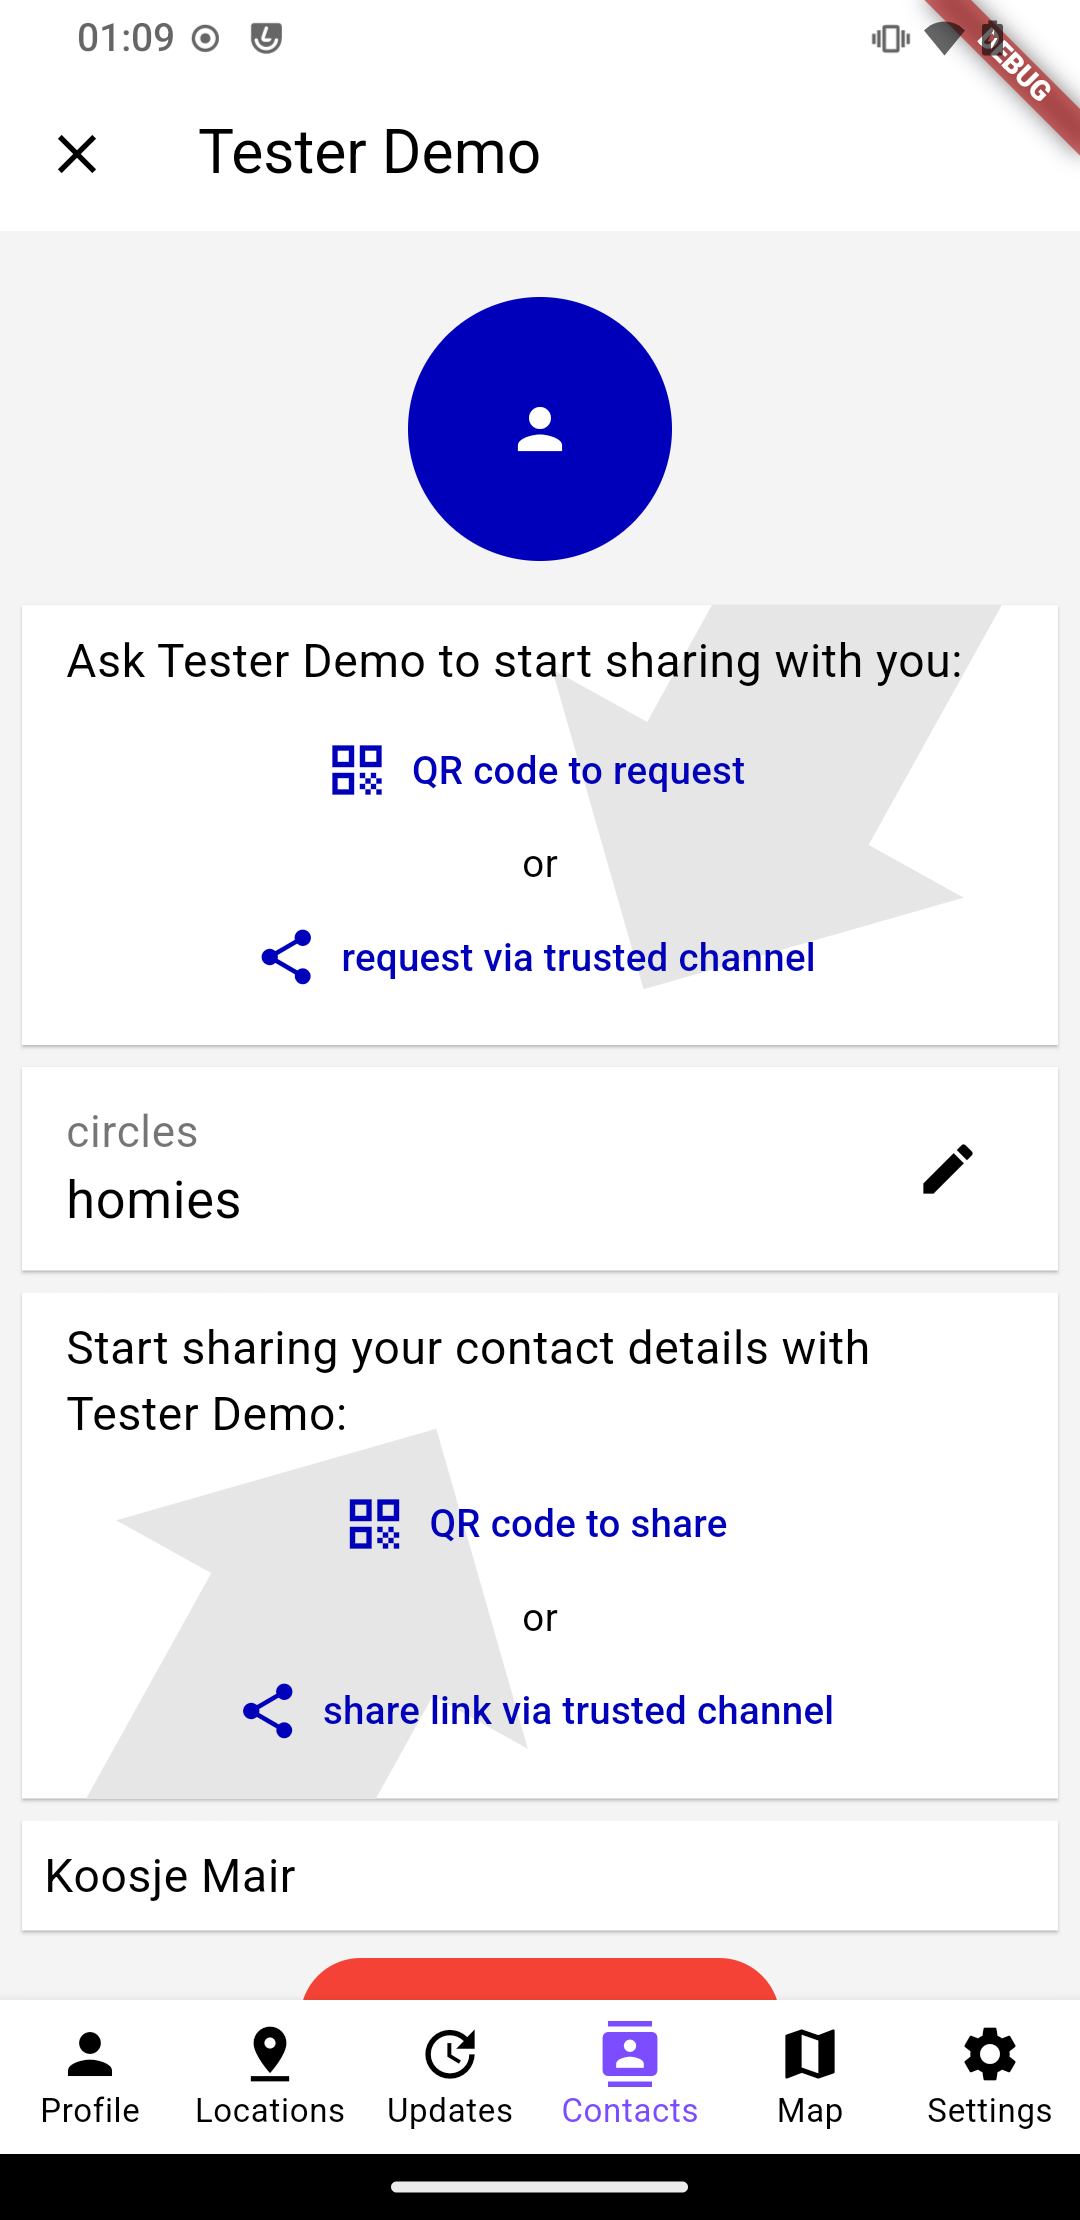 01:09
DEBUG
Tester Demo
Ask Tester Demo to start sharing with you:
QR code to request
or
request via trusted channel
circles
homies
Start sharing your contact details with
Tester Demo:
QR code to share
or
share link via trusted channel
Koosje Mair
Profile
Locations
Updates
Contacts
Map
Settings